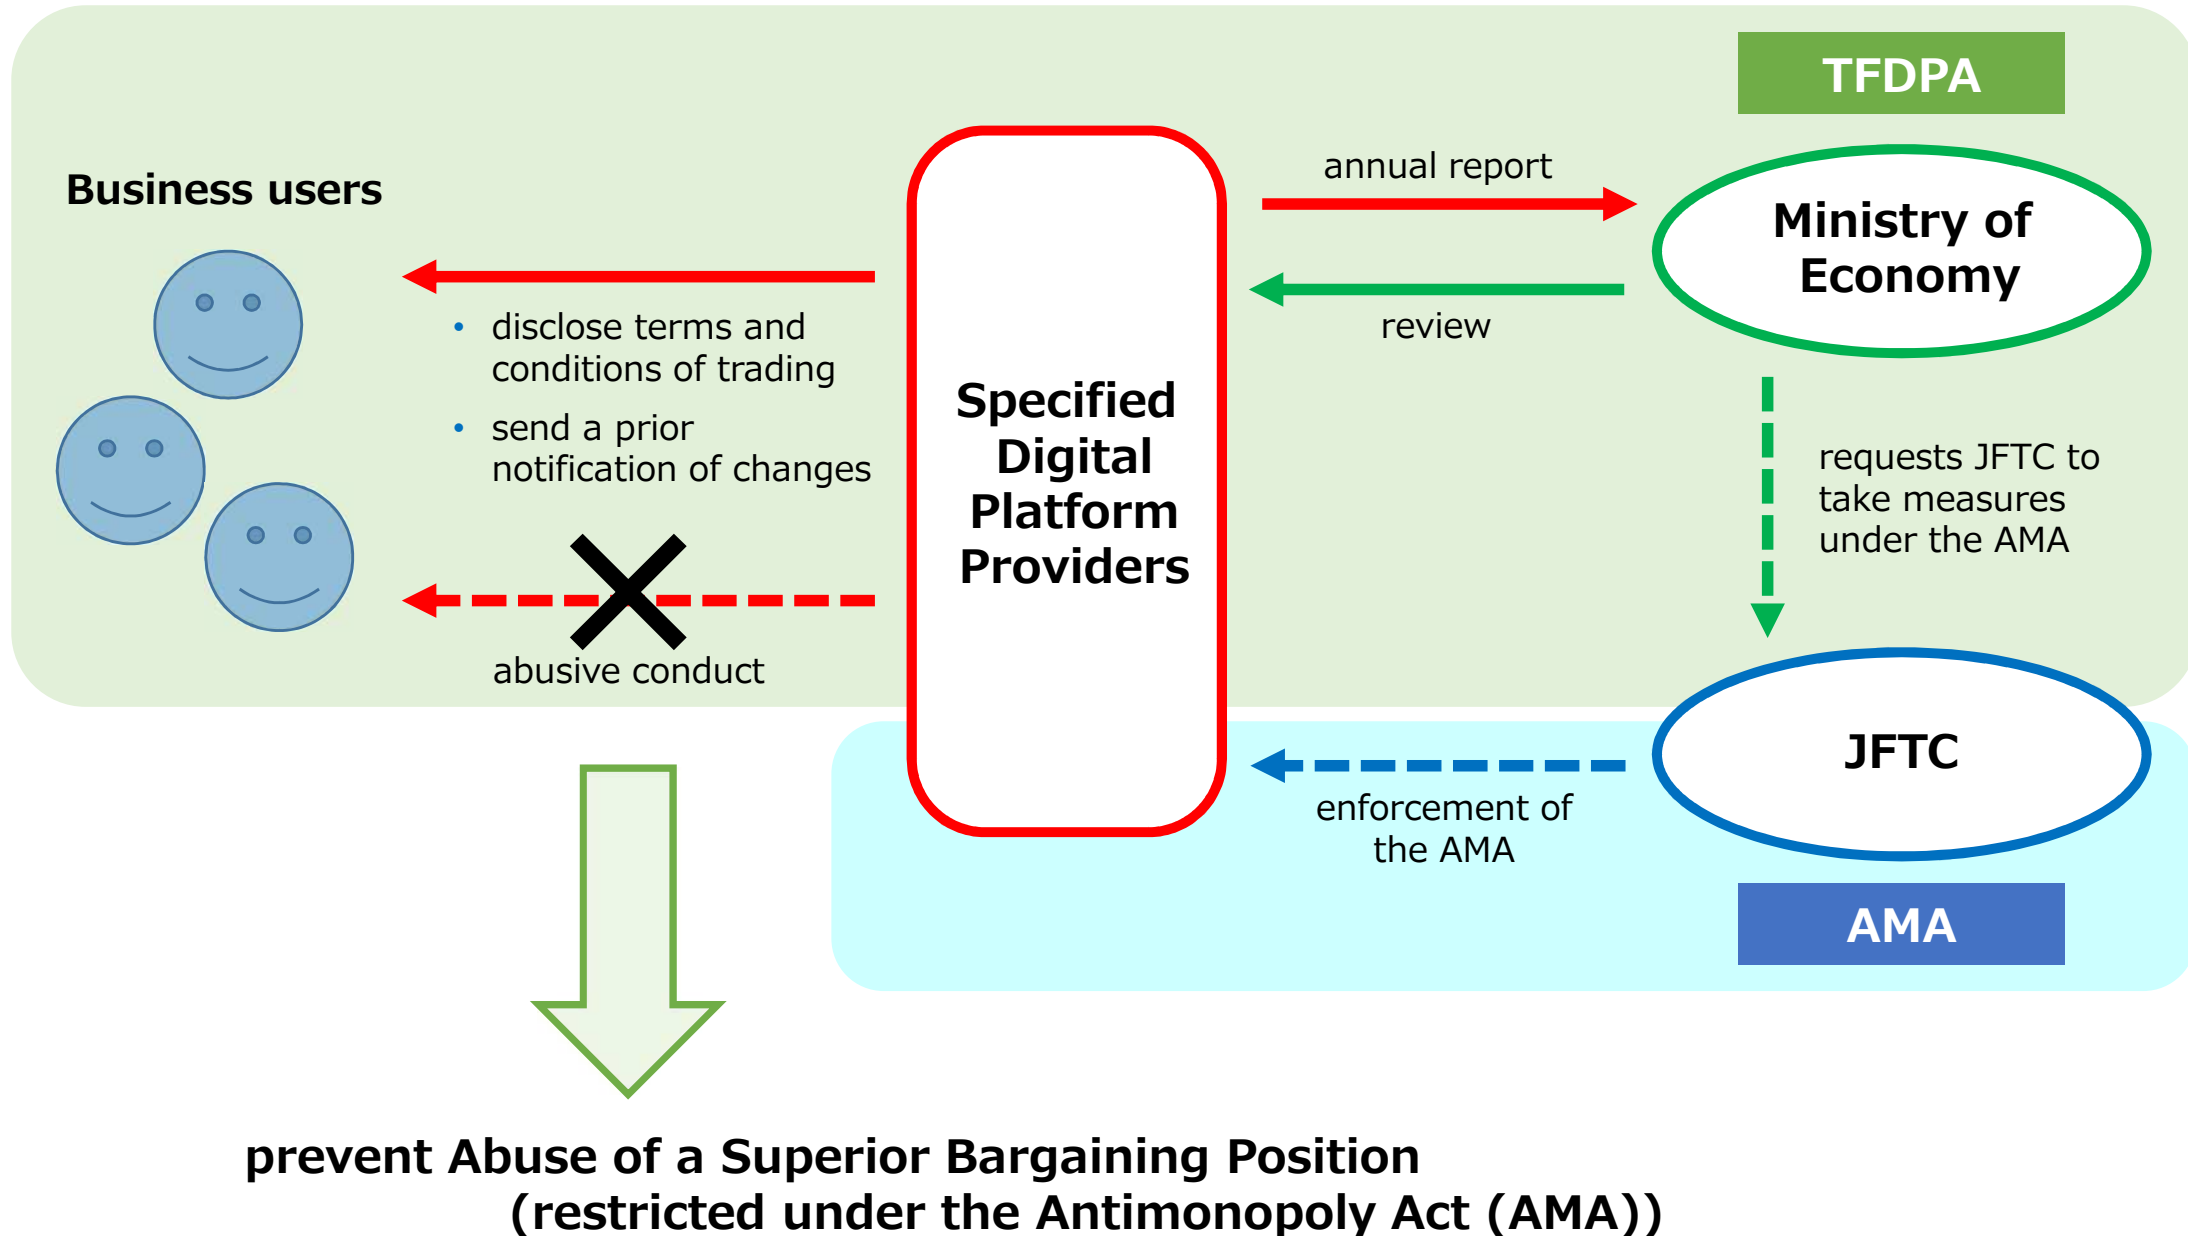 TFDPA
Business users
annual report
Ministry of
Economy
review
• disclose terms and
conditions of trading
• send a prior
notification of changes
Specified
Digital
Platform
Providers
requests JFTC to
take measures
under the AMA
abusive conduct
JFTC
enforcement of
the AMA
AMA
prevent Abuse of a Superior Bargaining Position
(restricted under the Antimonopoly Act (AMA))